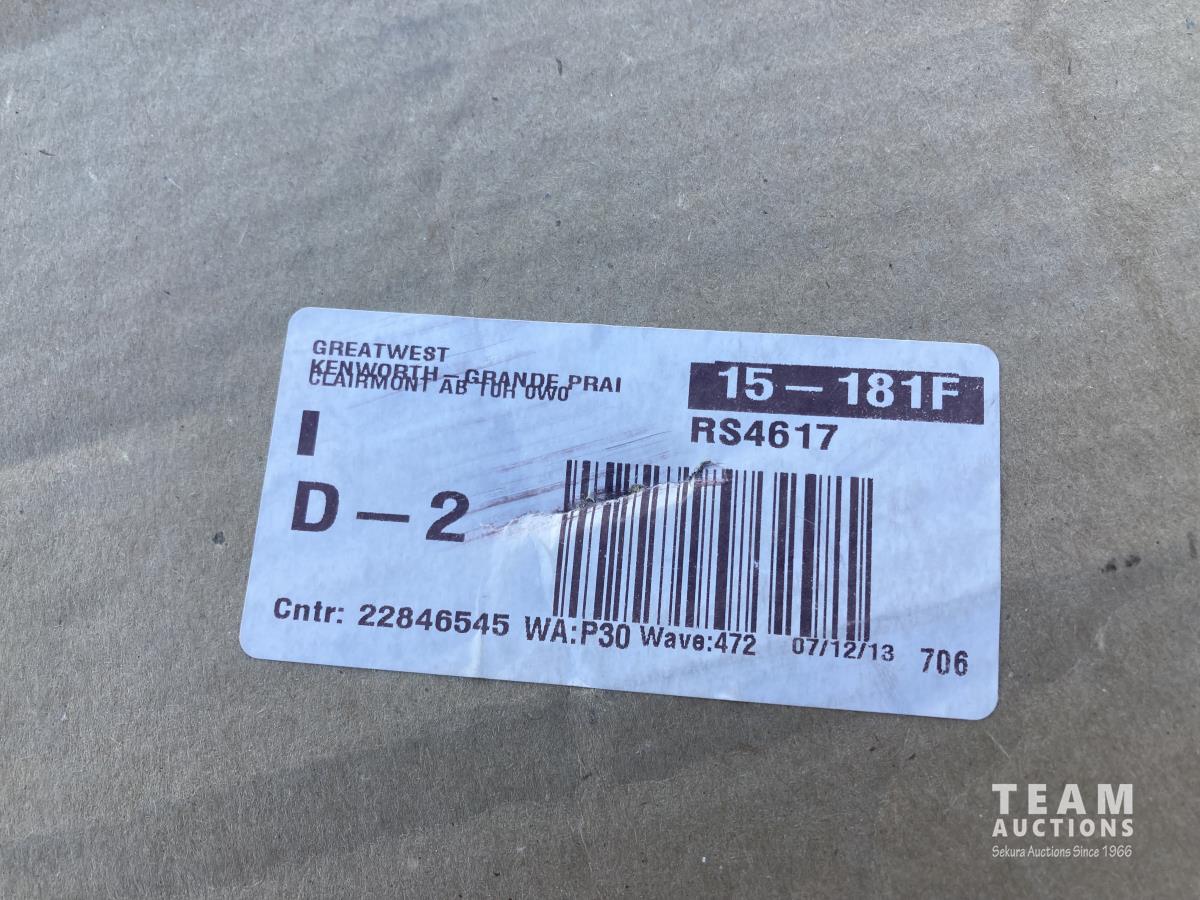 GREATWEST
KENWORTH-GRANDE PRAI
CLAIRMONT AB T0H 0W0
15-181F
RS4617
I
D-2
Cntr: 22846545 WA:P30 Wave:472 07/12/13 706
TEAM
AUCTIONS
Sekura Auctions Since 1966